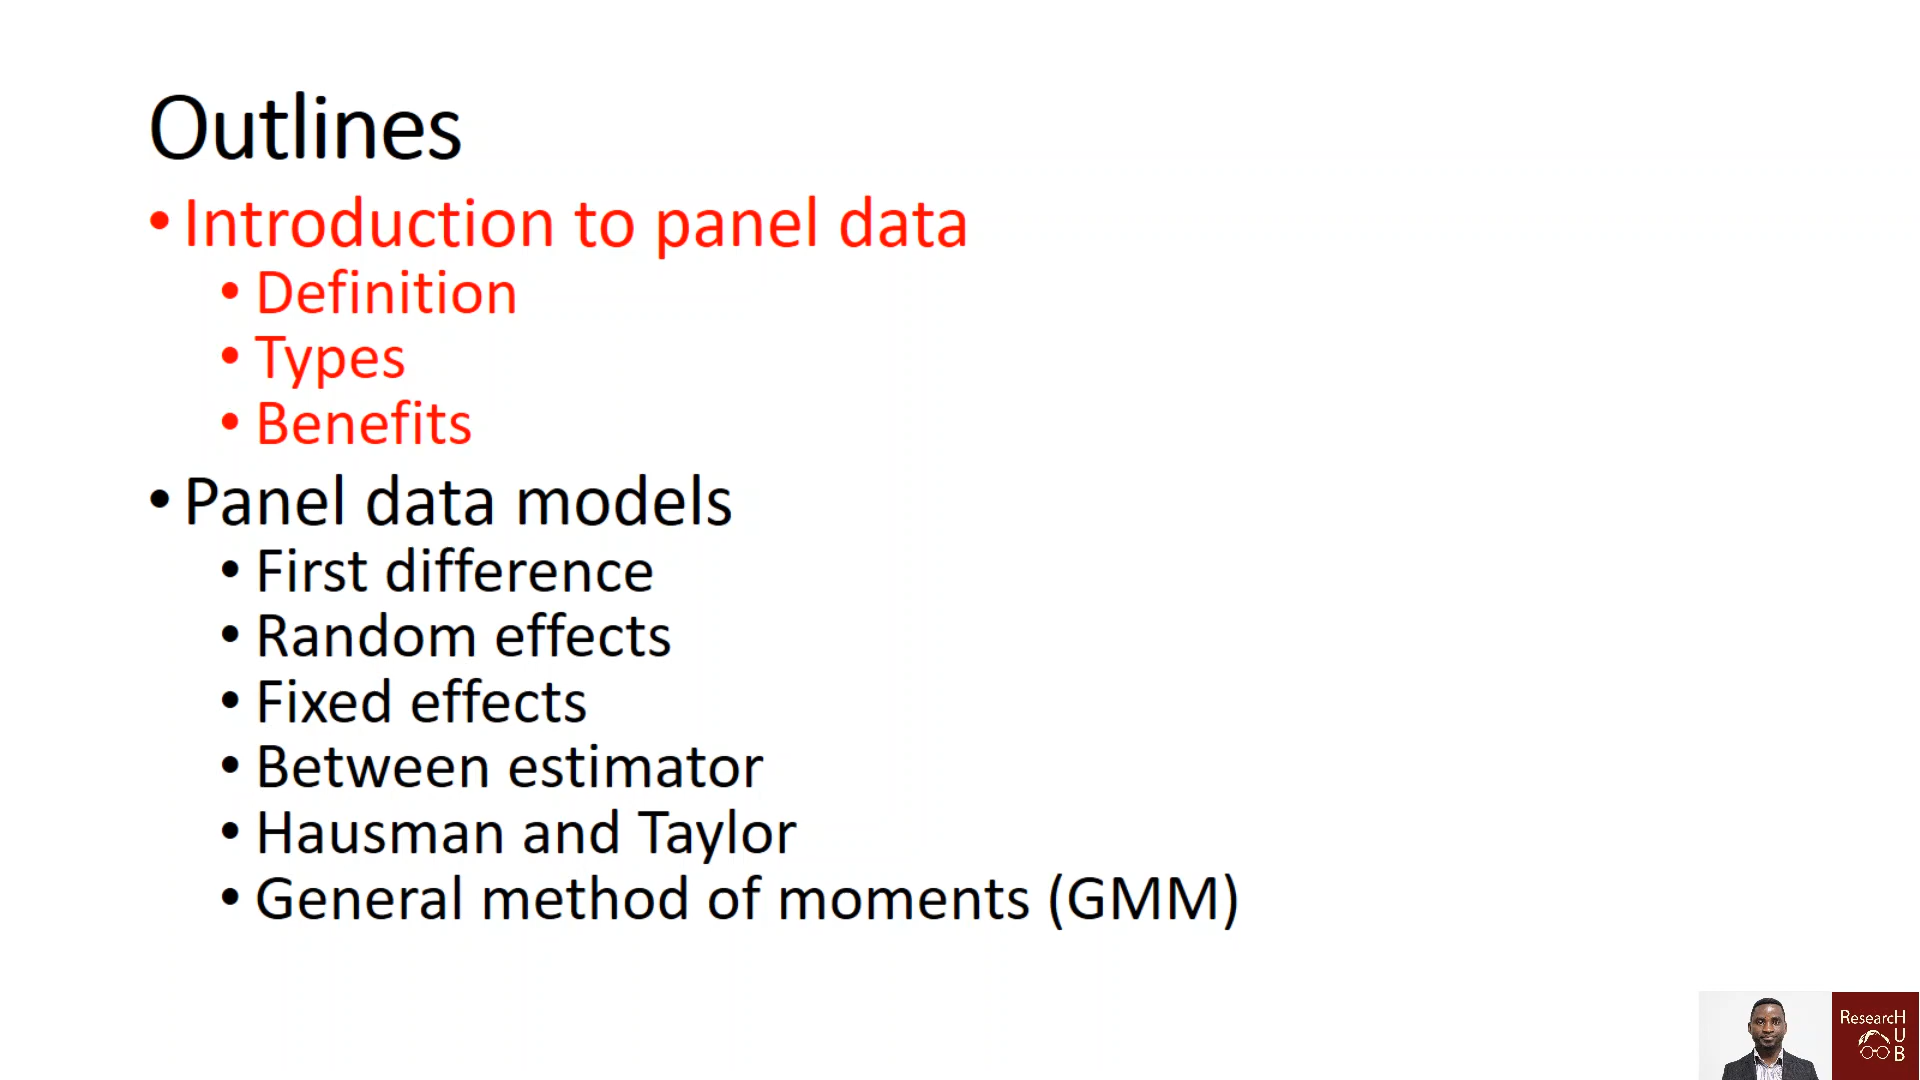 Outlines
• Introduction to panel data
• Definition
• Types
• Benefits
• Panel data models
• First difference
• Random effects
• Fixed effects
• Between estimator
• Hausman and Taylor
• General method of moments (GMM)
ResearcH
U
B